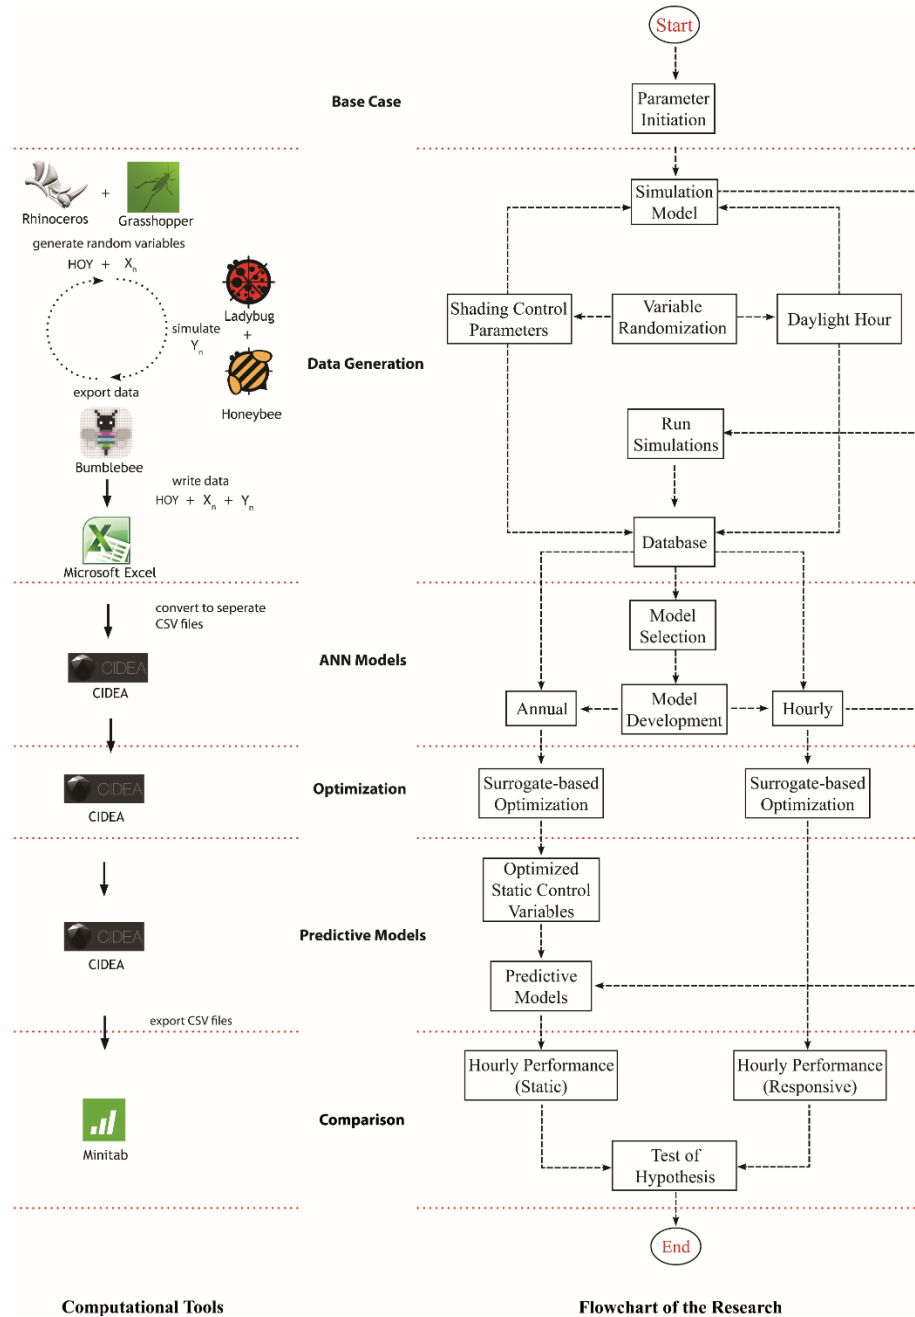 Start
Base Case
Parameter
Initiation
Rhinoceros
+
Grasshopper
generate random variables
HOY + Xn
simulate
Yn
Ladybug
+
Honeybee
export data
Bumblebee
write data
HOY + Xn + Yn
Microsoft Excel
Data Generation
Simulation
Model
Shading Control
Parameters
Variable
Randomization
Daylight Hour
Run
Simulations
Database
convert to seperate
CSV files
CIDEA
CIDEA
ANN Models
Model
Selection
Annual
Model
Development
Hourly
CIDEA
CIDEA
Optimization
Surrogate-based
Optimization
Surrogate-based
Optimization
CIDEA
CIDEA
Predictive Models
Optimized
Static Control
Variables
Predictive
Models
export CSV files
Minitab
Comparison
Hourly Performance
(Static)
Hourly Performance
(Responsive)
Test of
Hypothesis
End
Computational Tools
Flowchart of the Research